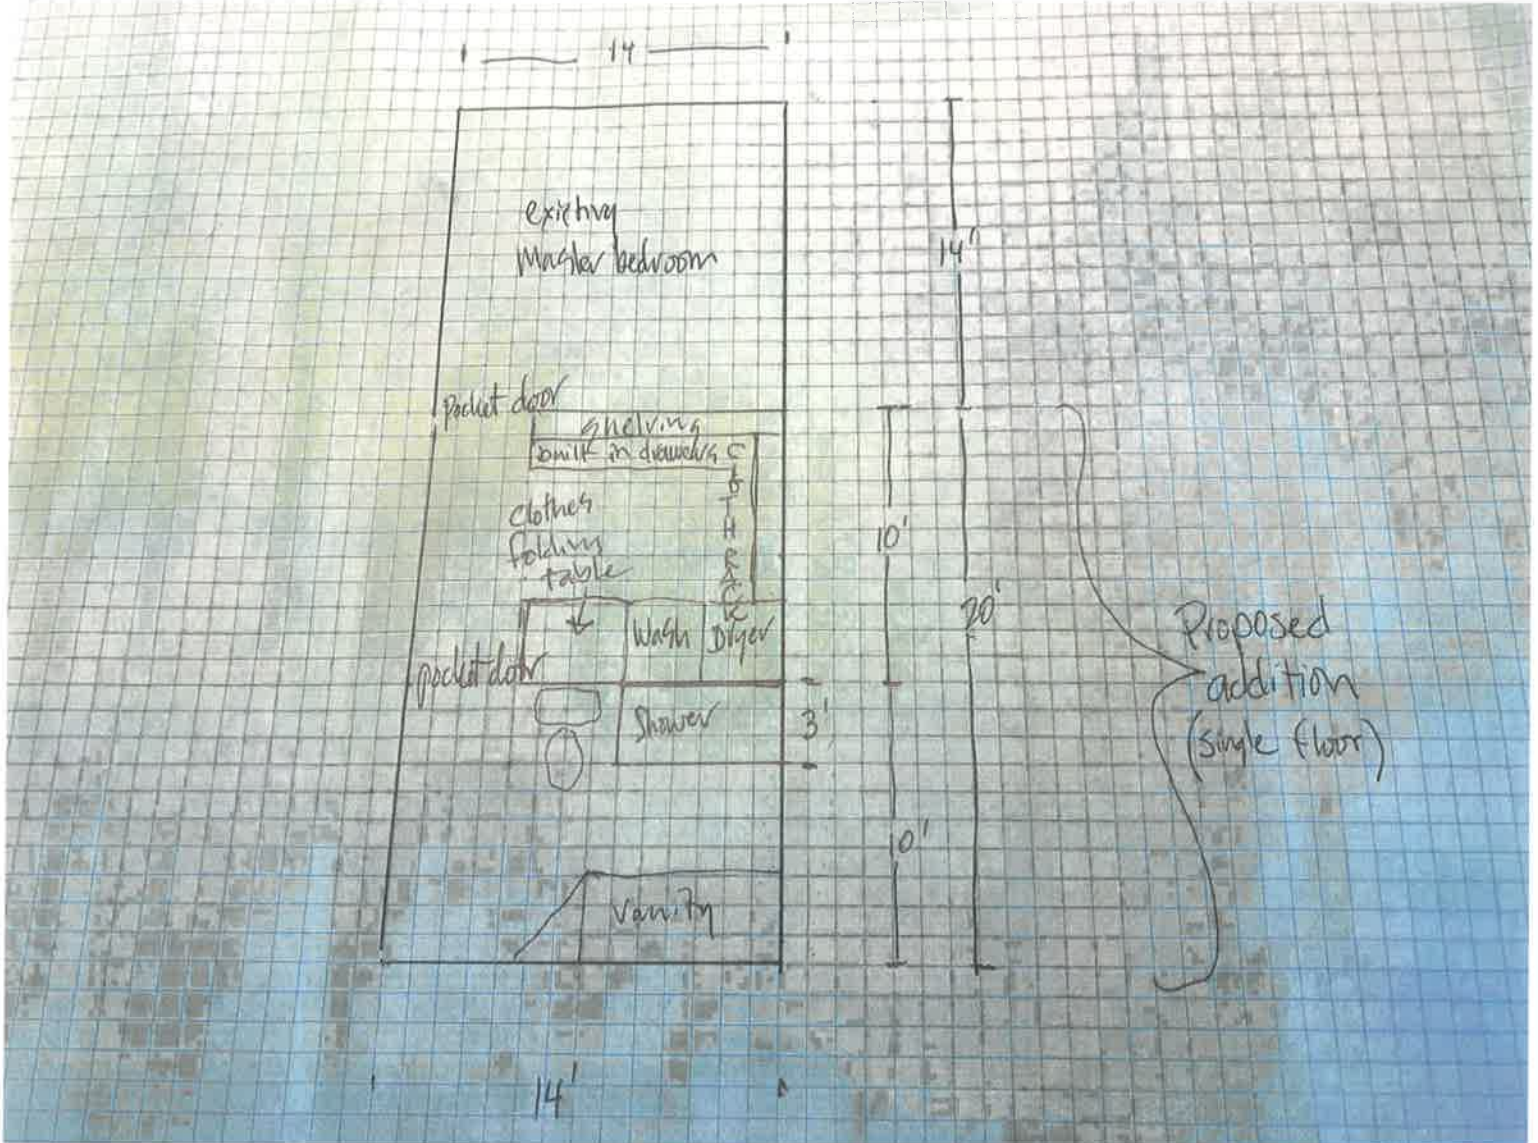 14
existing
Master bedroom
14'
Pocket door
shelving
built in drawers
CLOTHE RACK
clothes
folding
table
10'
20'
Wash
Dryer
pocket door
Shower
3'
Proposed
addition
(single floor)
10'
Vanity
14'